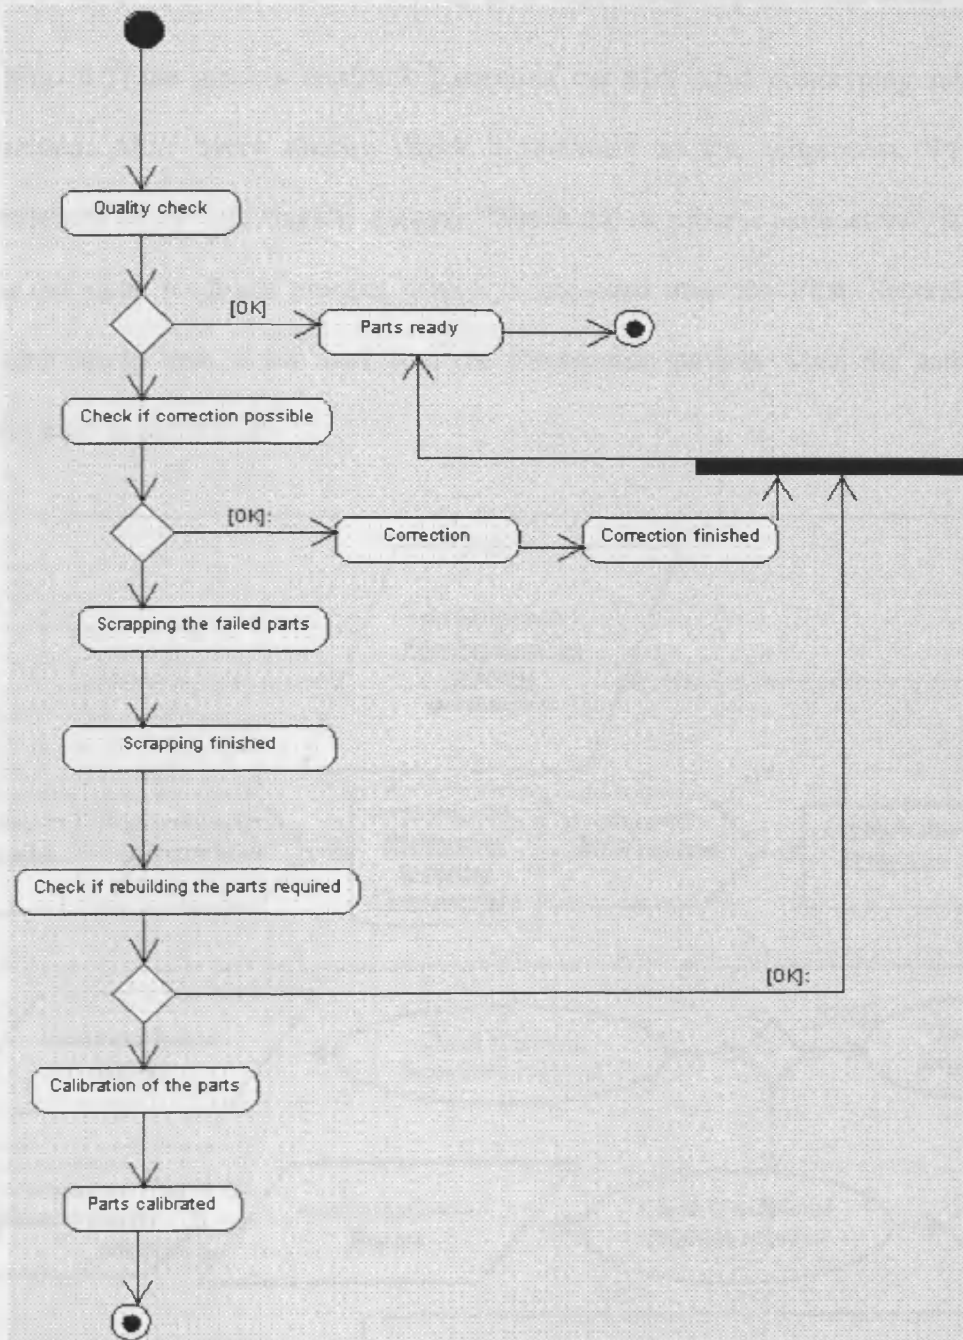 Quality check
[OK]
Parts ready
Check if correction possible
[OK]:
Correction
Correction finished
Scrapping the failed parts
Scrapping finished
Check if rebuilding the parts required
[OK]:
Calibration of the parts
Parts calibrated